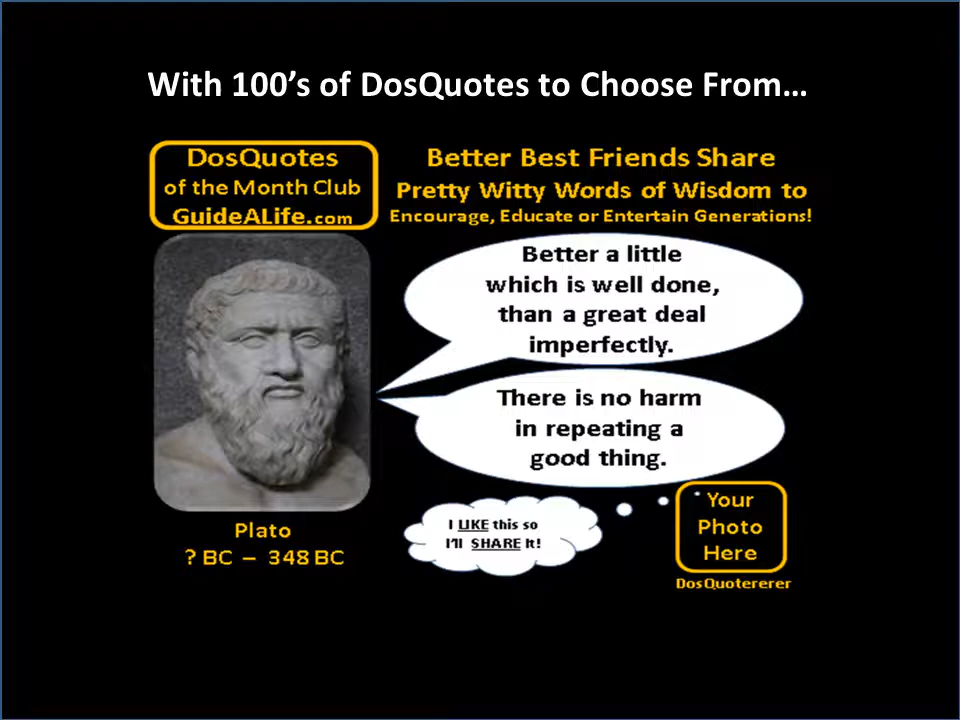 With 100’s of DosQuotes to Choose From…
DosQuotes
of the Month Club
GuideALife.com
Better Best Friends Share
Pretty Witty Words of Wisdom to
Encourage, Educate or Entertain Generations!
Better a little
which is well done,
than a great deal
imperfectly.
There is no harm
in repeating a
good thing.
Plato
? BC – 348 BC
I LIKE this so
I'll SHARE It!
Your
Photo
Here
DosQuotererer